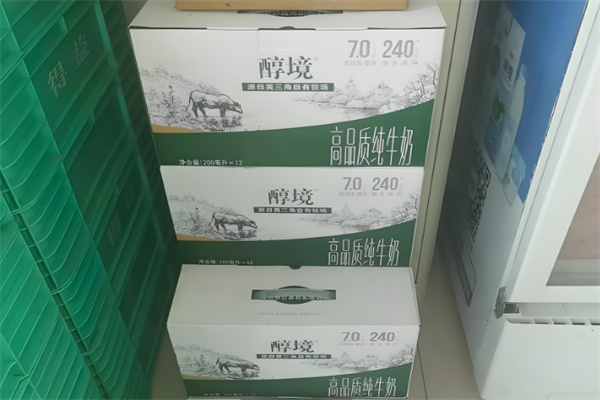 得益
醇境
源自黄三角自有牧场
7.0 240
高品质纯牛奶
净含量:200毫升×12
醇境
源自黄三角自有牧场
7.0 240
高品质纯牛奶
醇境
源自黄三角自有牧场
7.0 240
高品质纯牛奶